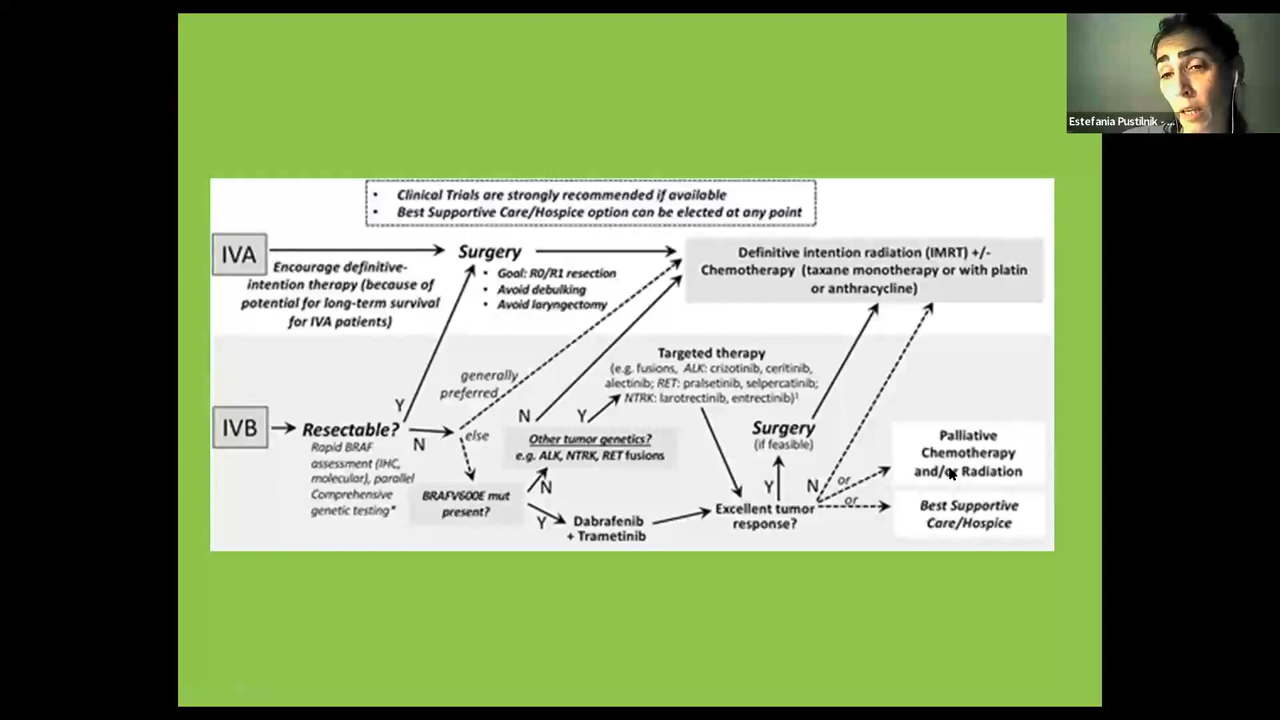 Estefania Pustilnik - ...
• Clinical Trials are strongly recommended if available
• Best Supportive Care/Hospice option can be elected at any point
IVA
Encourage definitive-
intention therapy (because of
potential for long-term survival
for IVA patients)
Surgery
• Goal: R0/R1 resection
• Avoid debulking
• Avoid laryngectomy
Definitive intention radiation (IMRT) +/-
Chemotherapy (taxane monotherapy or with platin
or anthracycline)
IVB
Resectable?
Rapid BRAF
assessment (IHC,
molecular), parallel
Comprehensive
genetic testing*
Y
N
generally
preferred
else
BRAFV600E mut
present?
N
Y
Other tumor genetics?
e.g. ALK, NTRK, RET fusions
N
Y
Targeted therapy
(e.g. fusions, ALK: crizotinib, ceritinib,
alectinib; RET: pralsetinib, selpercatinib;
NTRK: larotrectinib, entrectinib)¹
Dabrafenib
+ Trametinib
Excellent tumor
response?
Y
N
Surgery
(if feasible)
or
or
Palliative
Chemotherapy
and/or Radiation
Best Supportive
Care/Hospice